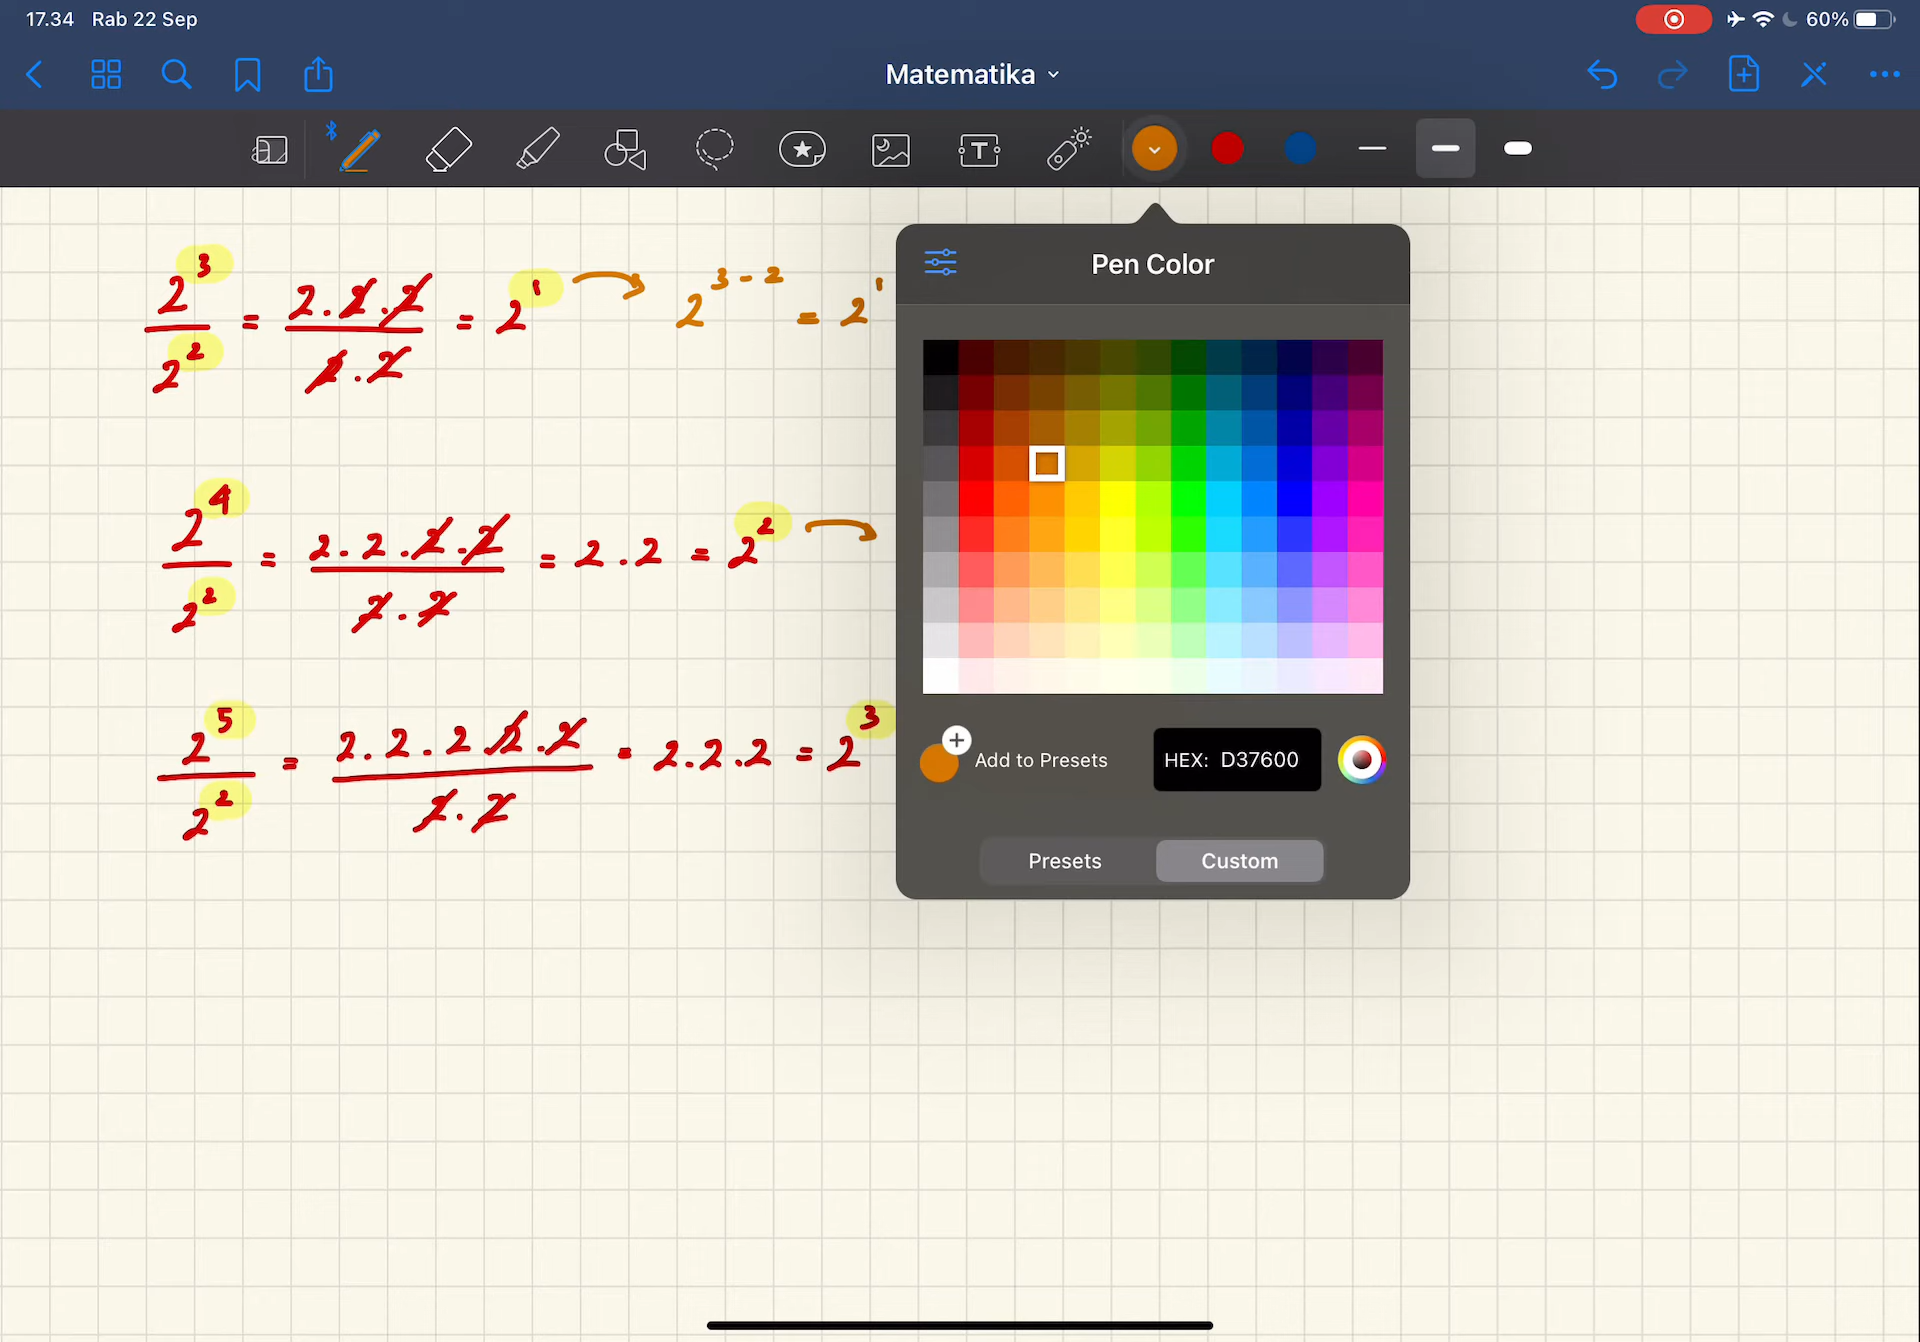 17.34 Rab 22 Sep 60%
Matematika
T
Pen Color
2³/2² = 2.2.2/2.2 = 2¹ 2³⁻² = 2¹
2⁴/2² = 2.2.2.2/2.2 = 2.2 = 2²
2⁵/2² = 2.2.2.2.2/2.2 = 2.2.2 = 2³
Add to Presets HEX: D37600
Presets Custom